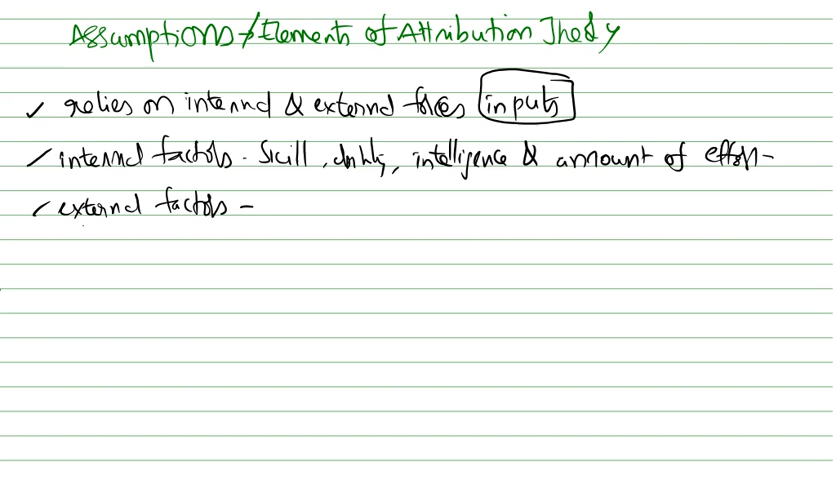 Assumptions/Elements of Attribution Theory
✓ relies on internal & external forces inputs
/ internal factors - Skill, ability, intelligence & amount of effort -
/ external factors -